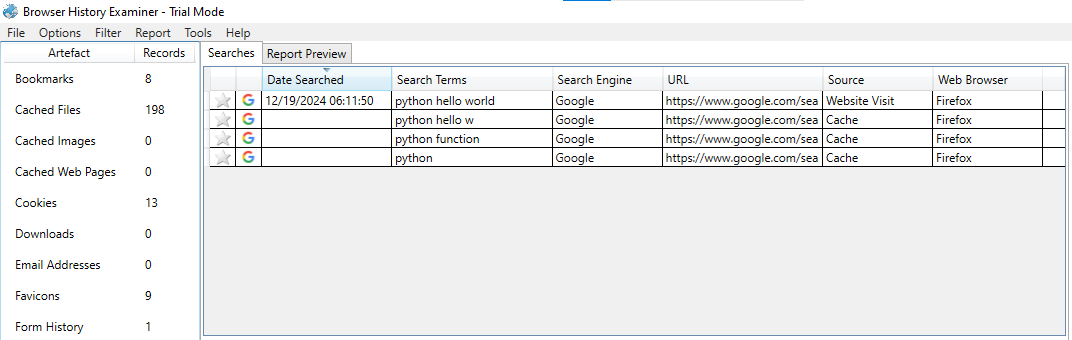 Browser History Examiner - Trial Mode
File Options Filter Report Tools Help
Artefact Records
Bookmarks 8
Cached Files 198
Cached Images 0
Cached Web Pages 0
Cookies 13
Downloads 0
Email Addresses 0
Favicons 9
Form History 1
Searches Report Preview
Date Searched Search Terms Search Engine URL Source Web Browser
12/19/2024 06:11:50 python hello world Google https://www.google.com/sea Website Visit Firefox
python hello w Google https://www.google.com/sea Cache Firefox
python function Google https://www.google.com/sea Cache Firefox
python Google https://www.google.com/sea Cache Firefox